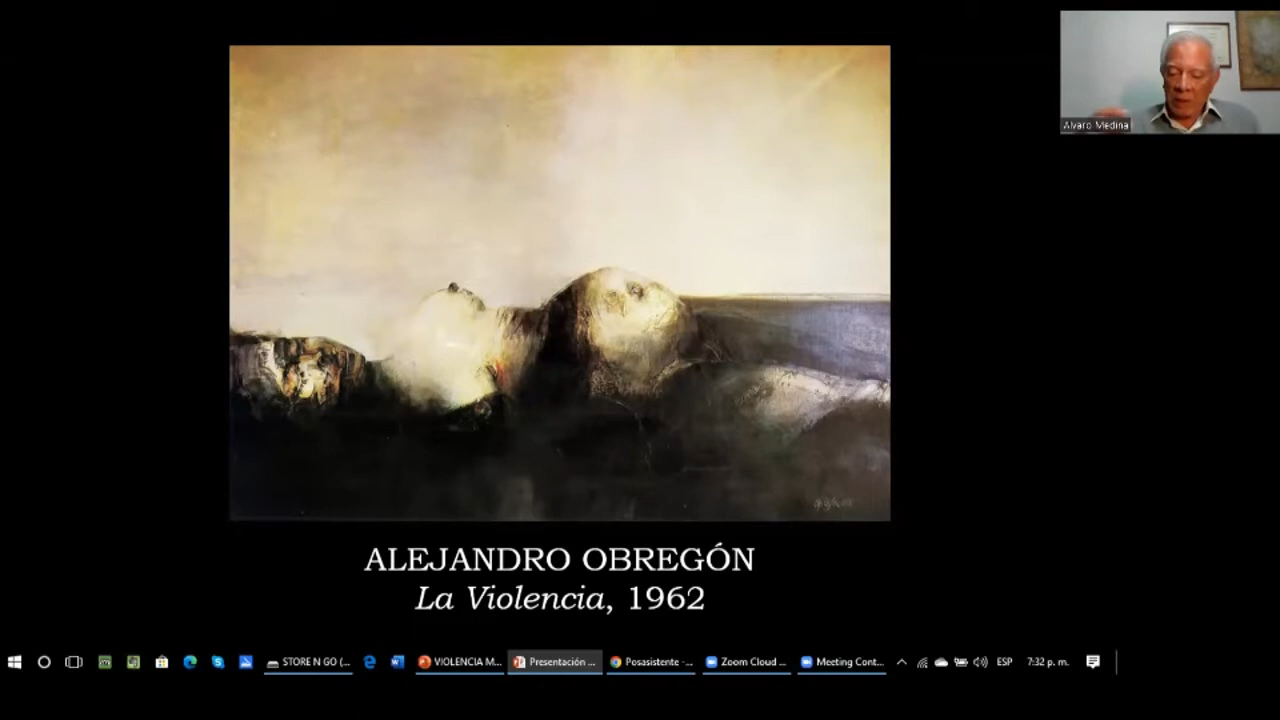 Alvaro Medina
ALEJANDRO OBREGÓN
La Violencia, 1962
STORE N GO (...
VIOLENCIA M...
Presentación ...
Posasistente -...
Zoom Cloud ...
Meeting Cont...
ESP
7:32 p. m.